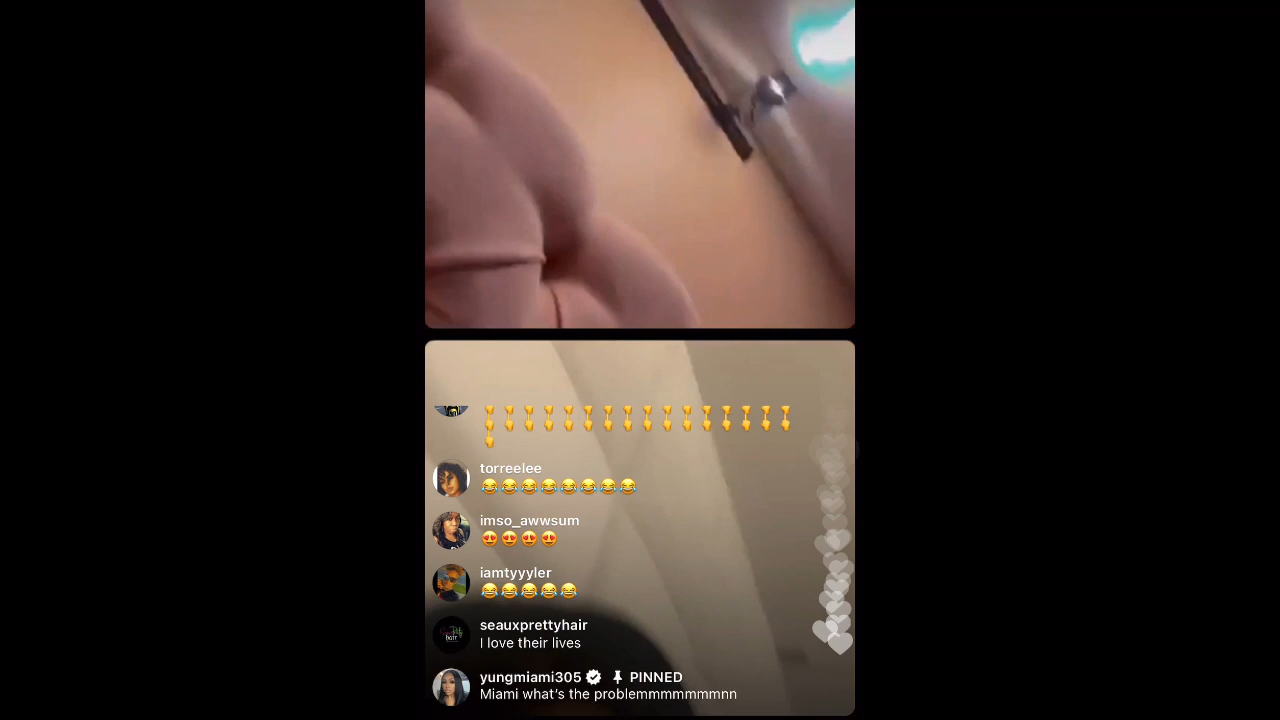 torreelee
😂😂😂😂😂😂😂😂
imso_awwsum
😍😍😍😍
iamtyyyler
😂😂😂😂😂
seauxprettyhair
I love their lives
yungmiami305 PINNED
Miami what's the problemmmmmmmnn